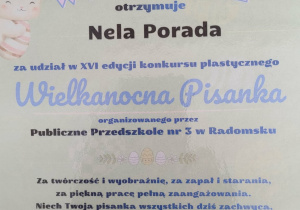 otrzymuje
Nela Porada
za udział w XVI edycji konkursu plastycznego
Wielkanocna Pisanka
organizowanego przez
Publiczne Przedszkole nr 3 w Radomsku
Za twórczość i wyobraźnię, za zapał i starania,
za piękną pracę pełną zaangażowania.
Niech Twoja pisanka wszystkich dziś zachwyca,